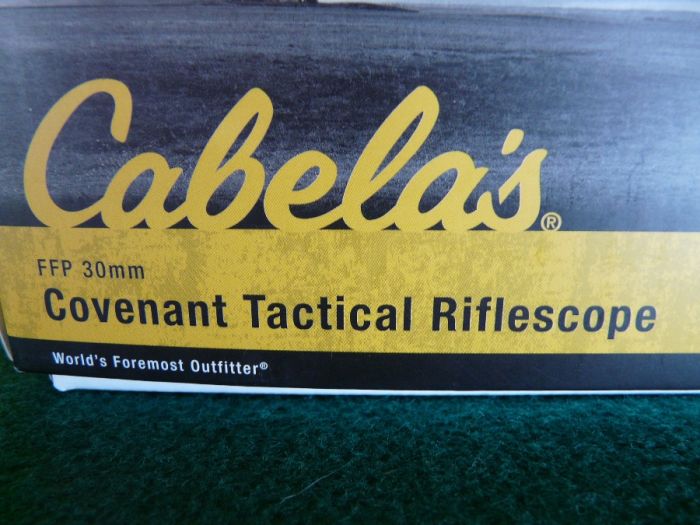 Cabela's®
FFP 30mm
Covenant Tactical Riflescope
World's Foremost Outfitter®